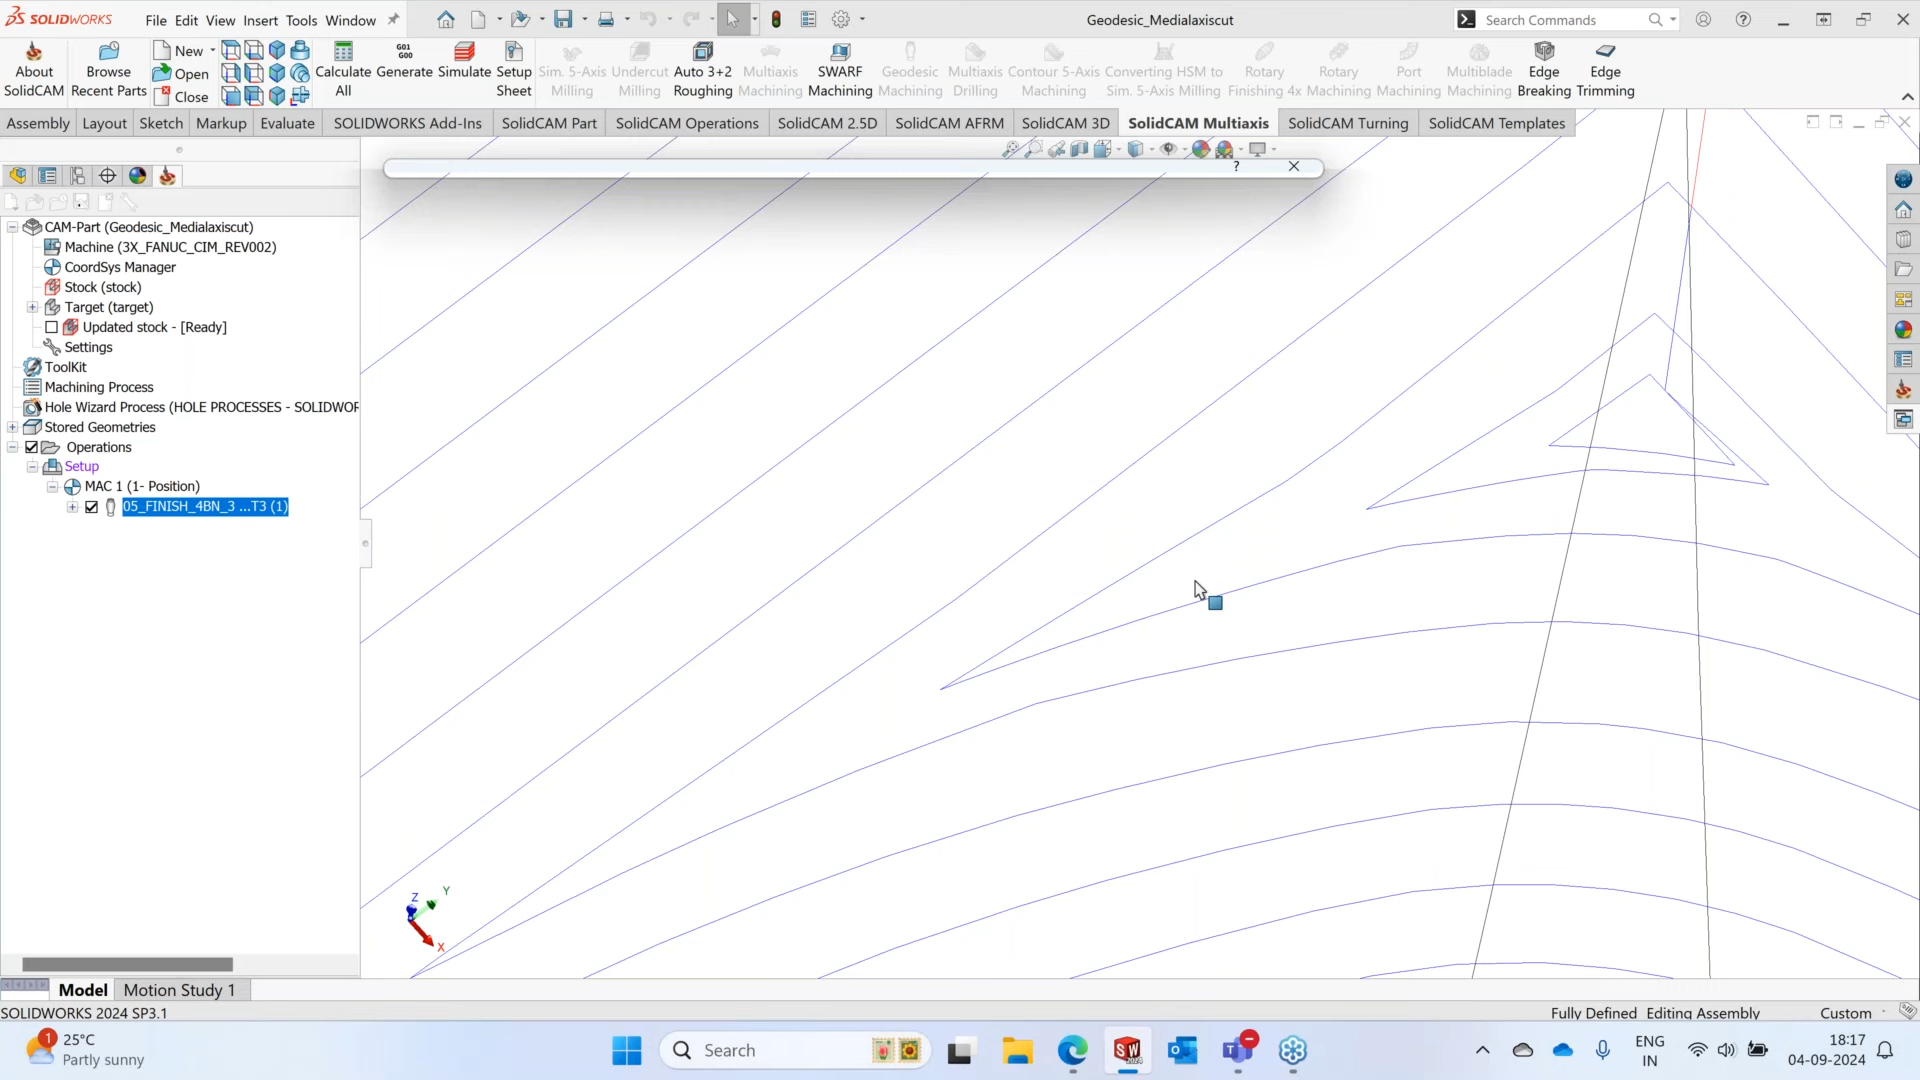 SOLIDWORKS File Edit View Insert Tools Window Geodesic_Medialaxiscut Search Commands
About SolidCAM
Browse Recent Parts
New
Open
Close
Calculate All
G01 G00
Generate
Simulate
Setup Sheet
Sim. 5-Axis Milling
Undercut Milling
Auto 3+2 Roughing
Multiaxis Machining
SWARF Machining
Geodesic Machining
Multiaxis Drilling
Contour 5-Axis Machining
Converting HSM to Sim. 5-Axis Milling
Rotary Finishing 4x
Rotary Machining
Port Machining
Multiblade Machining
Edge Breaking
Edge Trimming
Assembly Layout Sketch Markup Evaluate SOLIDWORKS Add-Ins SolidCAM Part SolidCAM Operations SolidCAM 2.5D SolidCAM AFRM SolidCAM 3D SolidCAM Multiaxis SolidCAM Turning SolidCAM Templates
?
CAM-Part (Geodesic_Medialaxiscut)
Machine (3X_FANUC_CIM_REV002)
CoordSys Manager
Stock (stock)
Target (target)
Updated stock - [Ready]
Settings
ToolKit
Machining Process
Hole Wizard Process (HOLE PROCESSES - SOLIDWOR
Stored Geometries
Operations
Setup
MAC 1 (1- Position)
05_FINISH_4BN_3 ...T3 (1)
Z
Y
X
Model Motion Study 1
SOLIDWORKS 2024 SP3.1 Fully Defined Editing Assembly Custom
1
25°C
Partly sunny
Search
SW
2024
ENG
IN
18:17
04-09-2024